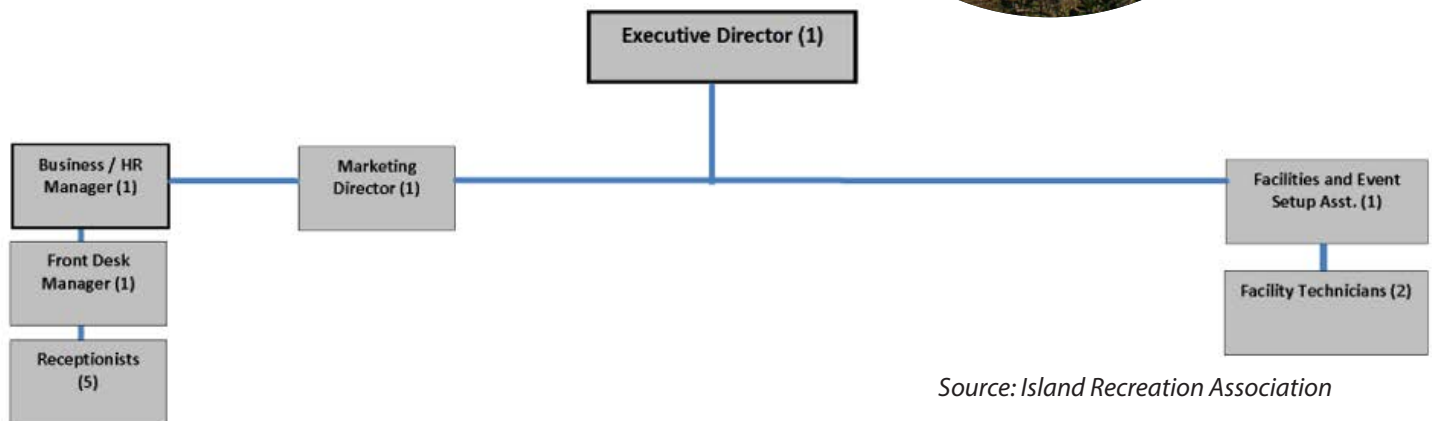 Executive Director (1)
Business / HR
Manager (1)
Marketing
Director (1)
Facilities and Event
Setup Asst. (1)
Front Desk
Manager (1)
Facility Technicians (2)
Receptionists
(5)
Source: Island Recreation Association